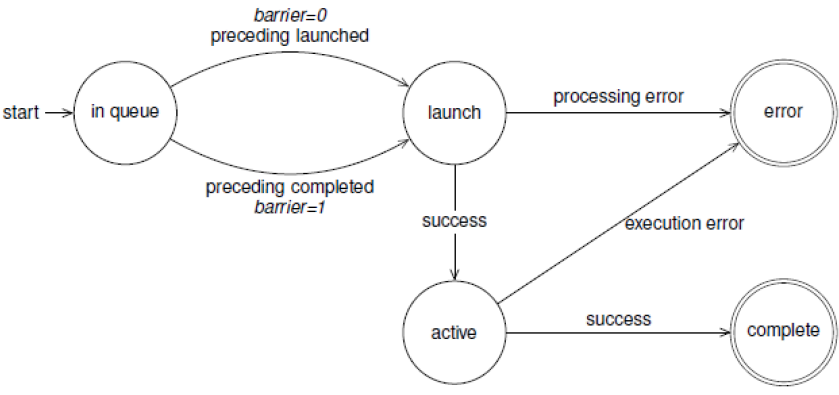 barrier=0
preceding launched
start
in queue
launch
processing error
error
preceding completed
barrier=1
success
execution error
active
success
complete